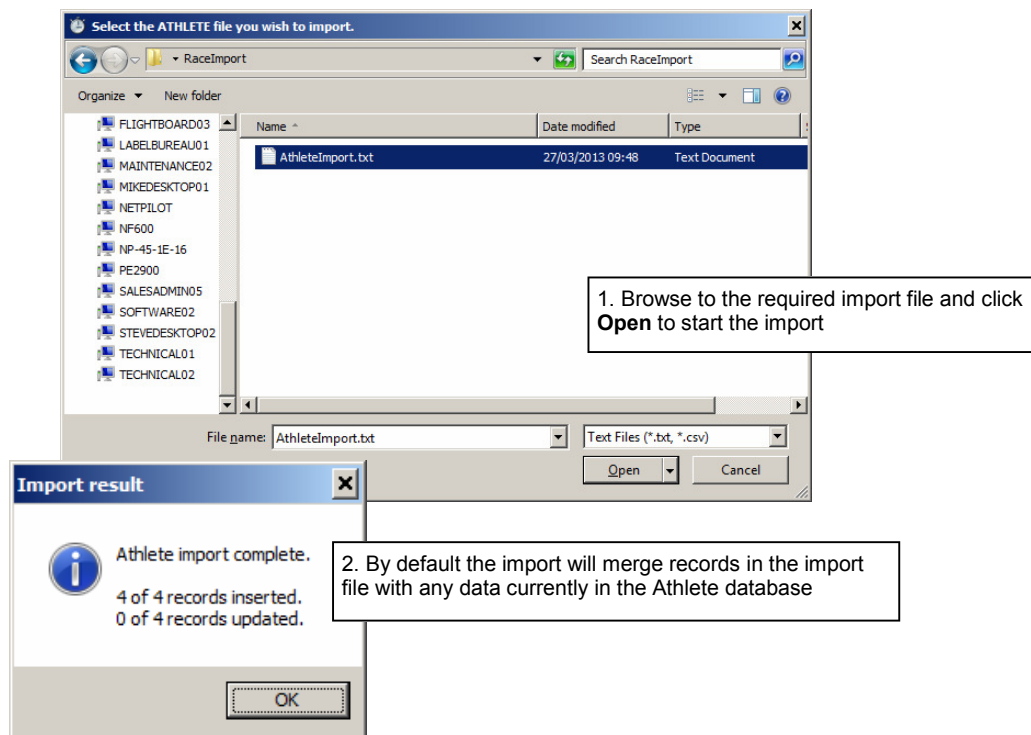 Select the ATHLETE file you wish to import.
RaceImport
Search RaceImport
Organize
New folder
FLIGHTBOARD03
LABELBUREAU01
MAINTENANCE02
MIKEDESKTOP01
NETPILOT
NF600
NP-45-1E-16
PE2900
SALESADMIN05
SOFTWARE02
STEVEDESKTOP02
TECHNICAL01
TECHNICAL02
Name
Date modified
Type
AthleteImport.txt
27/03/2013 09:48
Text Document
1. Browse to the required import file and click
Open to start the import
File name:
AthleteImport.txt
Text Files (*.txt, *.csv)
Open
Cancel
Import result
Athlete import complete.
4 of 4 records inserted.
0 of 4 records updated.
OK
2. By default the import will merge records in the import
file with any data currently in the Athlete database